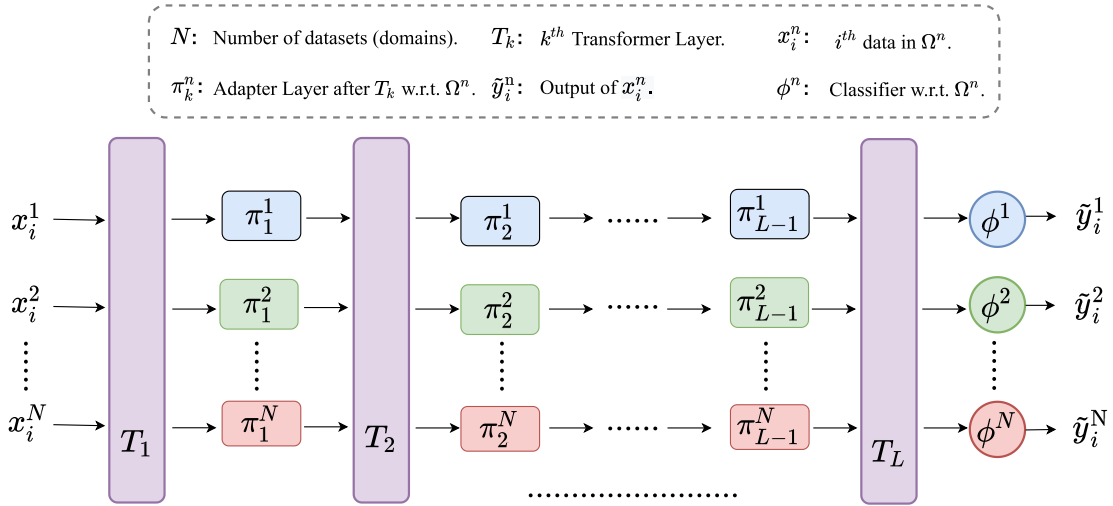 N: Number of datasets (domains). T_k: k^{th} Transformer Layer. x_i^n: i^{th} data in Ω^n.
π_k^n: Adapter Layer after T_k w.r.t. Ω^n. ỹ_i^n: Output of x_i^n. ϕ^n: Classifier w.r.t. Ω^n.
x_i^1 π_1^1 π_2^1 ...... π_{L-1}^1 ϕ^1 ỹ_i^1
x_i^2 π_1^2 π_2^2 ...... π_{L-1}^2 ϕ^2 ỹ_i^2
x_i^N π_1^N π_2^N ...... π_{L-1}^N ϕ^N ỹ_i^N
T_1 T_2 T_L